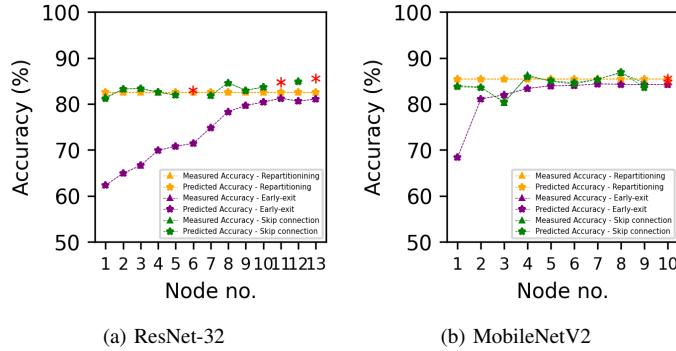 100
90
80
70
60
50
Accuracy (%)
Measured Accuracy - Repartitioning
Predicted Accuracy - Repartitioning
Measured Accuracy - Early-exit
Predicted Accuracy - Early-exit
Measured Accuracy - Skip connection
Predicted Accuracy - Skip connection
1 2 3 4 5 6 7 8 9 10 11 12 13
Node no.
(a) ResNet-32
100
90
80
70
60
50
Accuracy (%)
Measured Accuracy - Repartitioning
Predicted Accuracy - Repartitioning
Measured Accuracy - Early-exit
Predicted Accuracy - Early-exit
Measured Accuracy - Skip connection
Predicted Accuracy - Skip connection
1 2 3 4 5 6 7 8 9 10
Node no.
(b) MobileNetV2